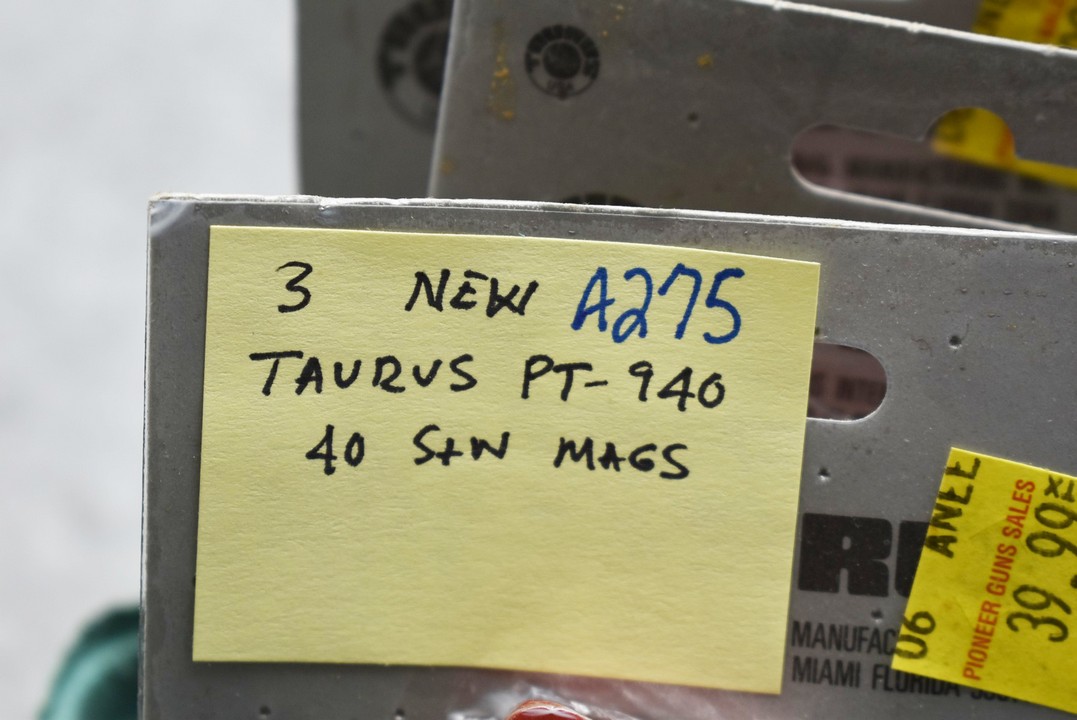 3 NEW A275
TAURUS PT-940
40 S+W MAGS
MANUFAC
MIAMI FLORIDA
06 ANEE
PIONEER GUNS SALES
39.99